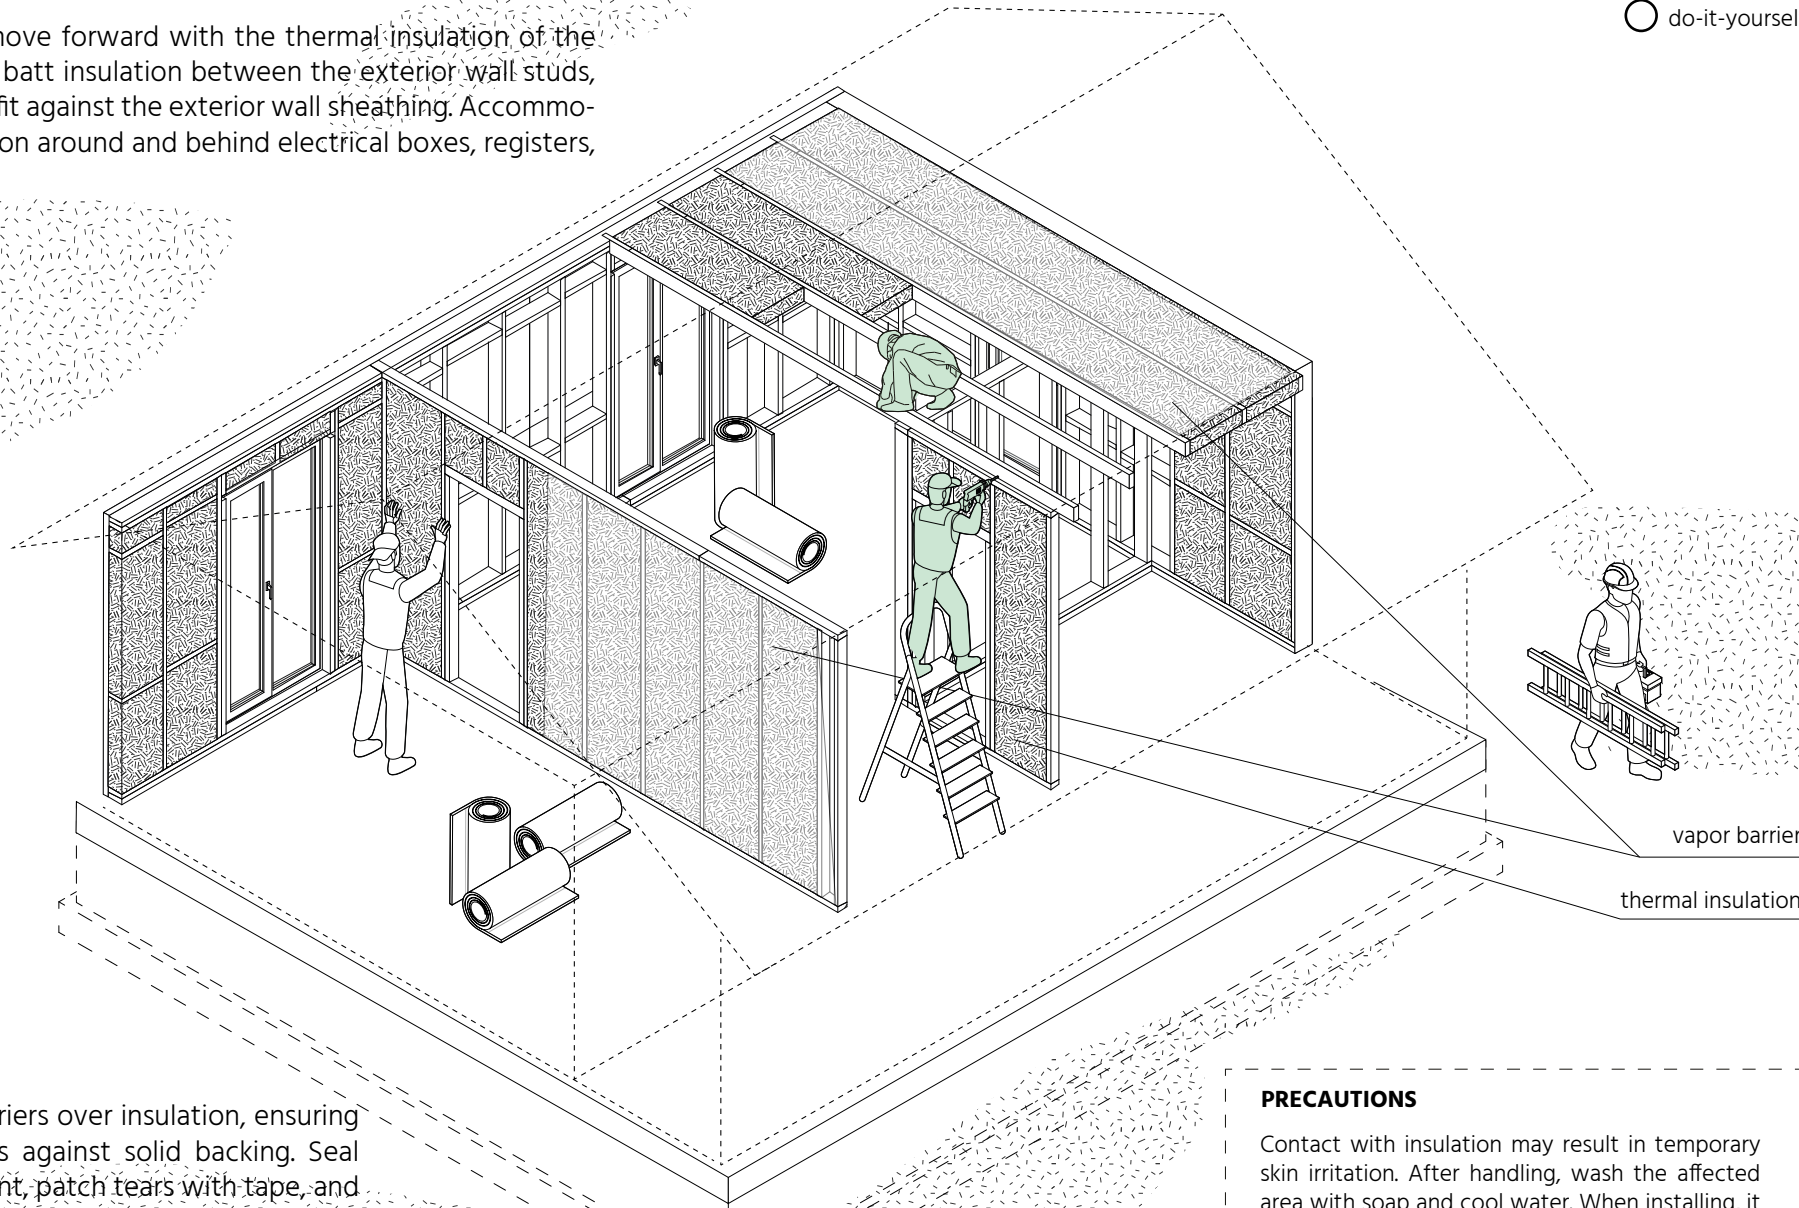 move forward with the thermal insulation of the
batt insulation between the exterior wall studs,
fit against the exterior wall sheathing. Accommo-
on around and behind electrical boxes, registers,
do-it-yoursel
vapor barrier
thermal insulation
riers over insulation, ensuring
s against solid backing. Seal
nt, patch tears with tape, and
PRECAUTIONS
Contact with insulation may result in temporary
skin irritation. After handling, wash the affected
area with soap and cool water. When installing, it